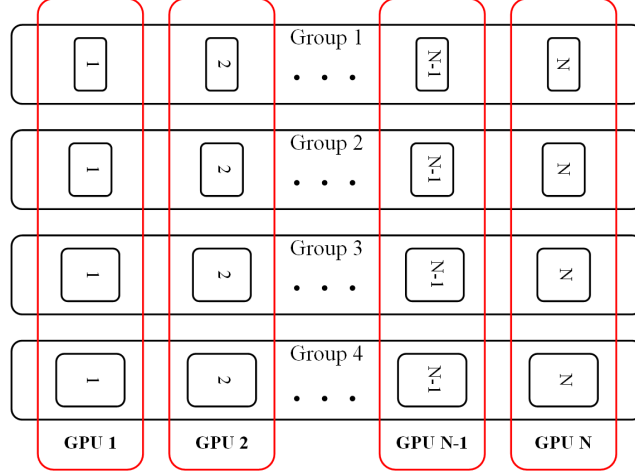 Group 1
1
2
. . .
N-1
N
Group 2
1
2
. . .
N-1
N
Group 3
1
2
. . .
N-1
N
Group 4
1
2
. . .
N-1
N
GPU 1
GPU 2
GPU N-1
GPU N